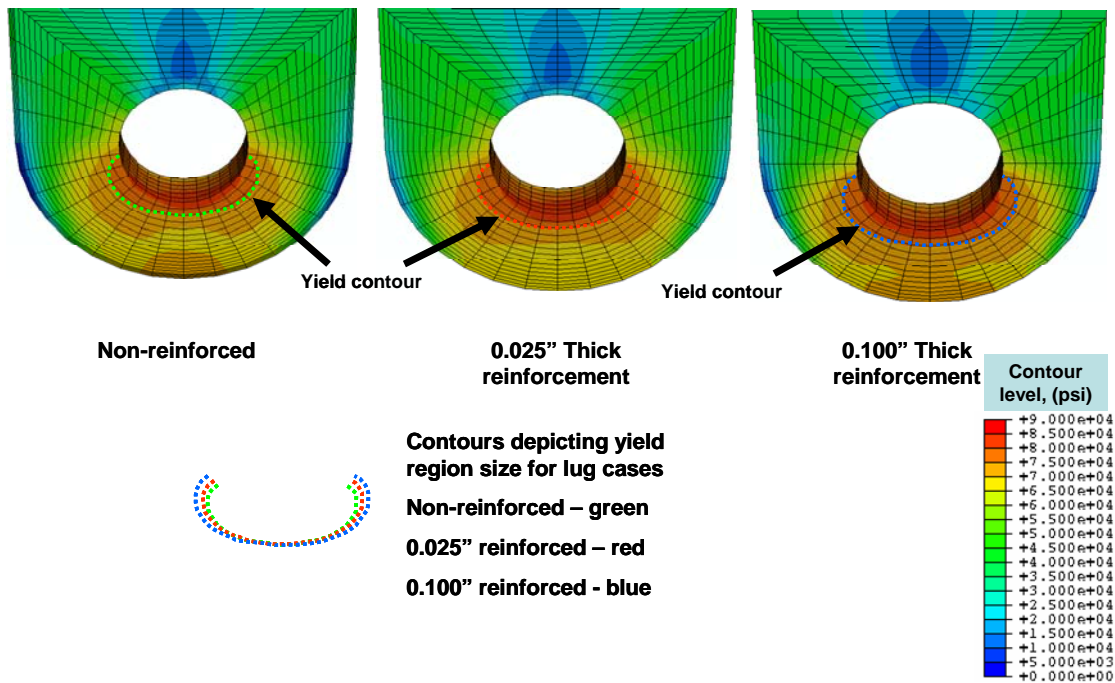 Yield contour
Yield contour
Non-reinforced
0.025” Thick
reinforcement
0.100” Thick
reinforcement
Contour
level, (psi)
Contours depicting yield
region size for lug cases
Non-reinforced – green
0.025” reinforced – red
0.100” reinforced - blue
+9.000e+04
+8.500e+04
+8.000e+04
+7.500e+04
+7.000e+04
+6.500e+04
+6.000e+04
+5.500e+04
+5.000e+04
+4.500e+04
+4.000e+04
+3.500e+04
+3.000e+04
+2.500e+04
+2.000e+04
+1.500e+04
+1.000e+04
+5.000e+03
+0.000e+00